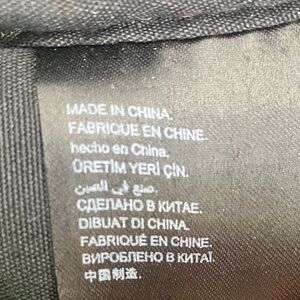 MADE IN CHINA.
FABRIQUE EN CHINE.
hecho en China.
ÜRETİM YERİ ÇİN.
صنع في الصين.
СДЕЛАНО В КИТАЕ.
DIBUAT DI CHINA.
FABRIQUÉ EN CHINE.
ВИРОБЛЕНО В КИТАЇ.
中国制造.